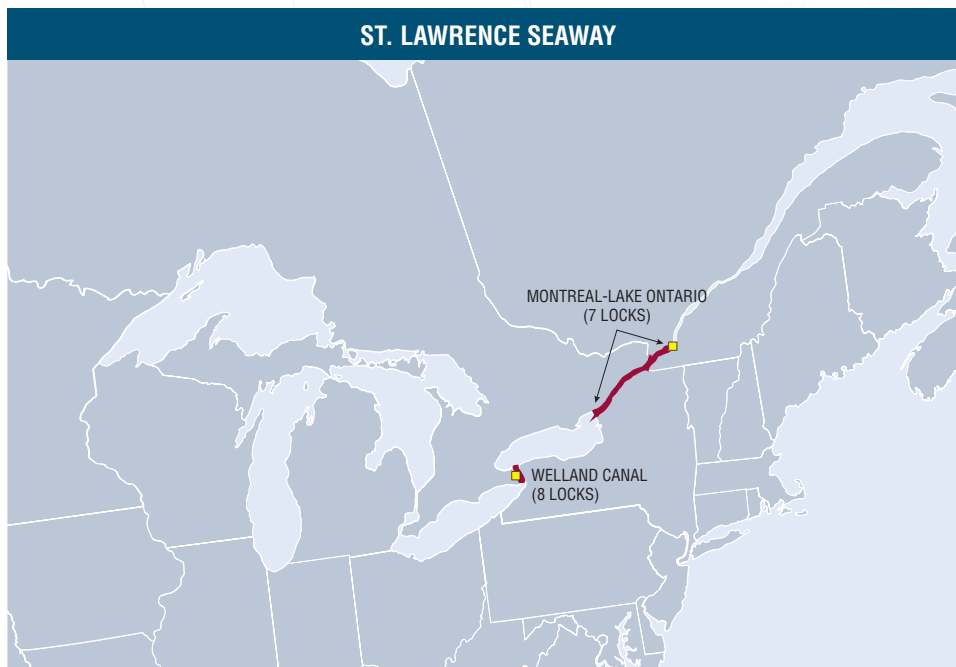 ST. LAWRENCE SEAWAY
MONTREAL-LAKE ONTARIO
(7 LOCKS)
WELLAND CANAL
(8 LOCKS)